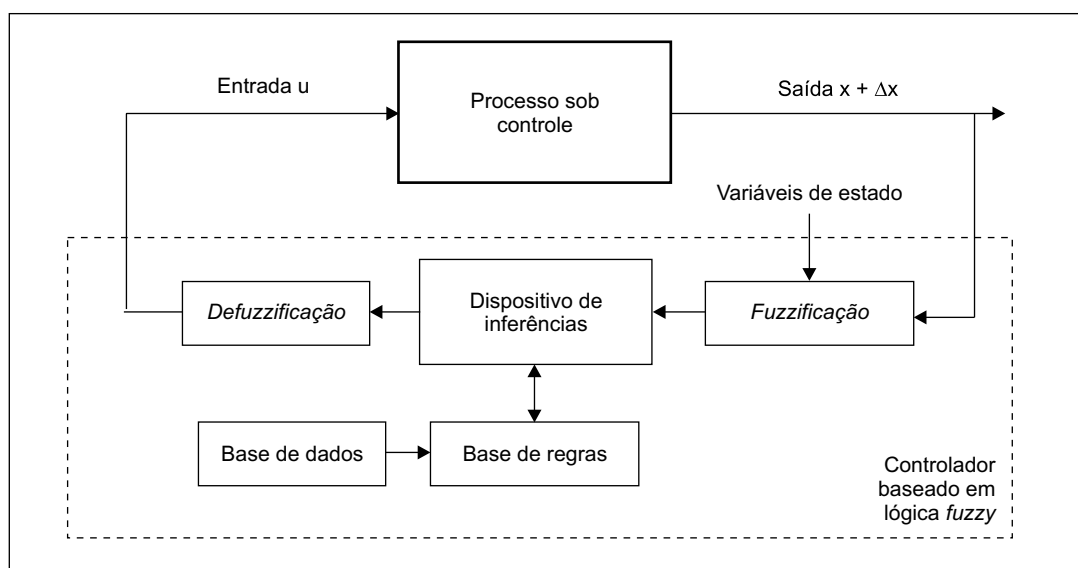 Entrada u
Processo sob
controle
Saída x + Δx
Variáveis de estado
Defuzzificação
Dispositivo de
inferências
Fuzzificação
Base de dados
Base de regras
Controlador
baseado em
lógica fuzzy